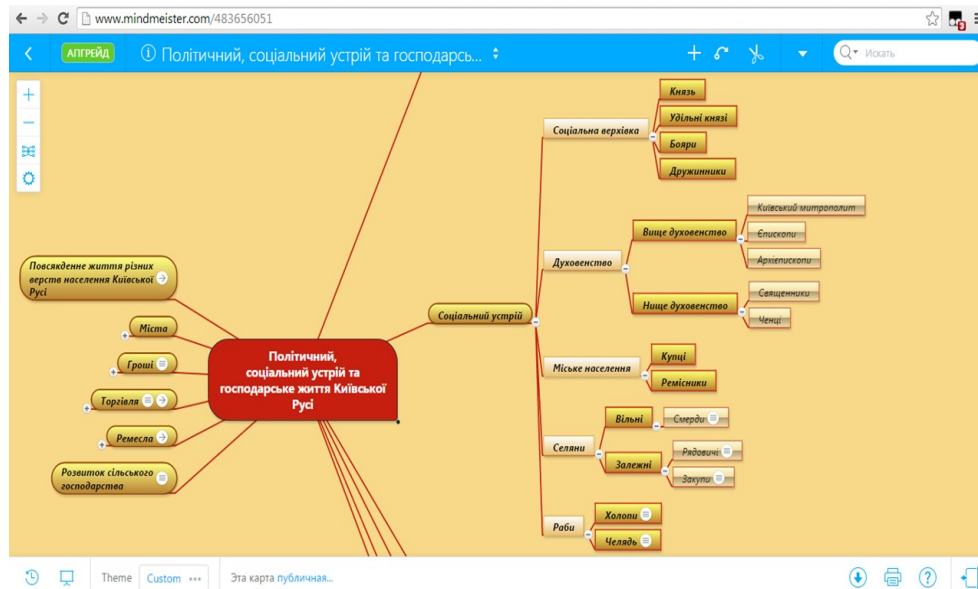 www.mindmeister.com/483656051
АПГРЕЙД
Політичний, соціальний устрій та господарсь...
Искать
Князь
Удільні князі
Соціальна верхівка
Бояри
Дружинники
Київський митрополит
Вище духовенство
Єпископи
Архієпископи
Духовенство
Нище духовенство
Священники
Ченці
Повсякденне життя різних
верств населення Київської
Русі
Соціальний устрій
Міста
Гроші
Торгівля
Ремесла
Розвиток сільського
господарства
Політичний,
соціальний устрій та
господарське життя Київської
Русі
Міське населення
Купці
Ремісники
Вільні
Смерди
Селяни
Залежні
Рядовичі
Закупи
Раби
Холопи
Челядь
Theme
Custom
Эта карта публичная...